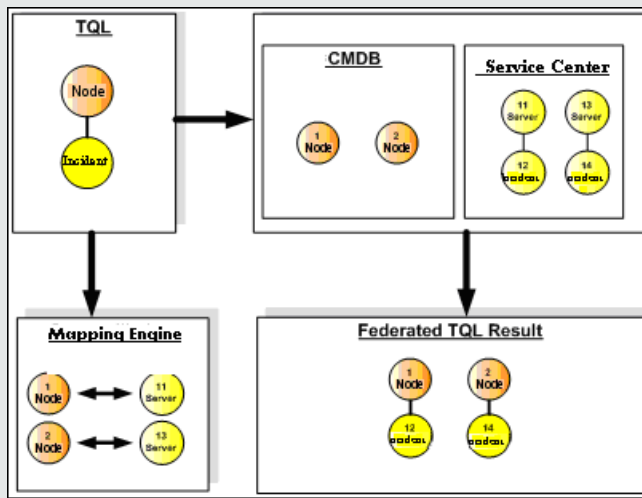 TQL
Node
Incident
CMDB
1
Node
2
Node
Service Center
11
Server
13
Server
12
14
Mapping Engine
1
Node
11
Server
2
Node
13
Server
Federated TQL Result
1
Node
2
Node
12
14